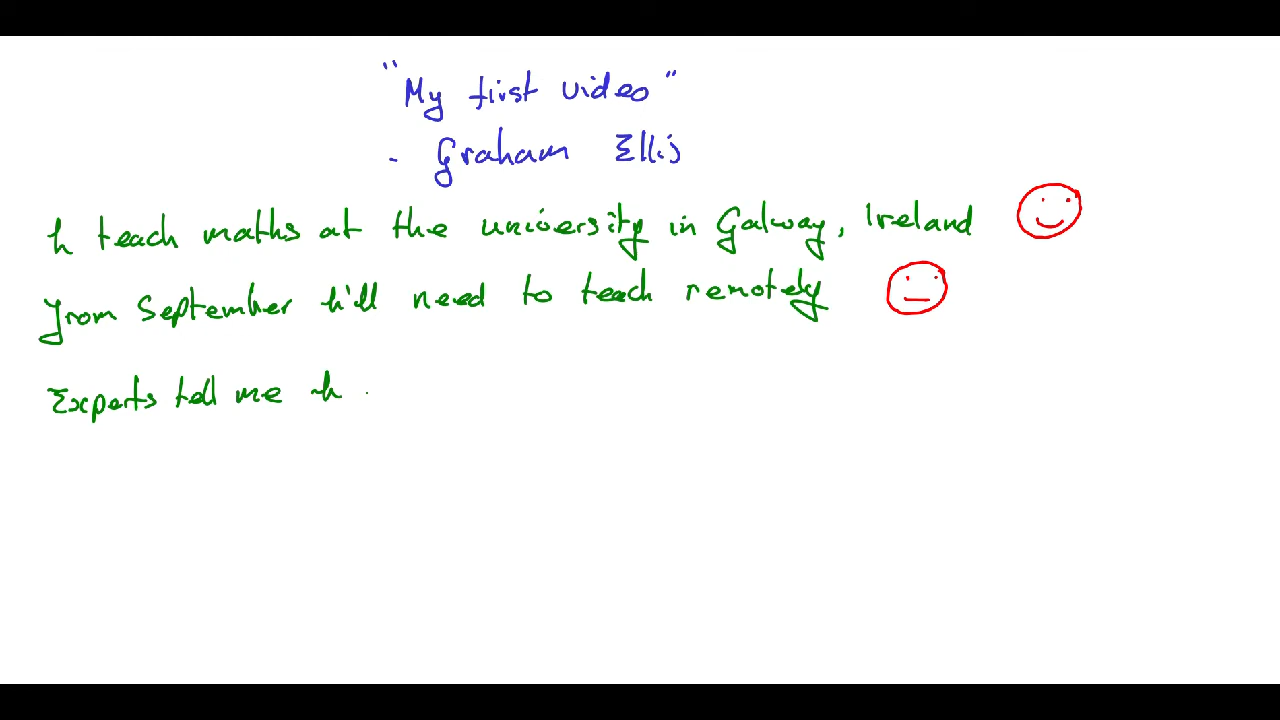 "My first video"
- Graham Ellis
I teach maths at the university in Galway, Ireland
From September I'll need to teach remotely
Experts tell me I